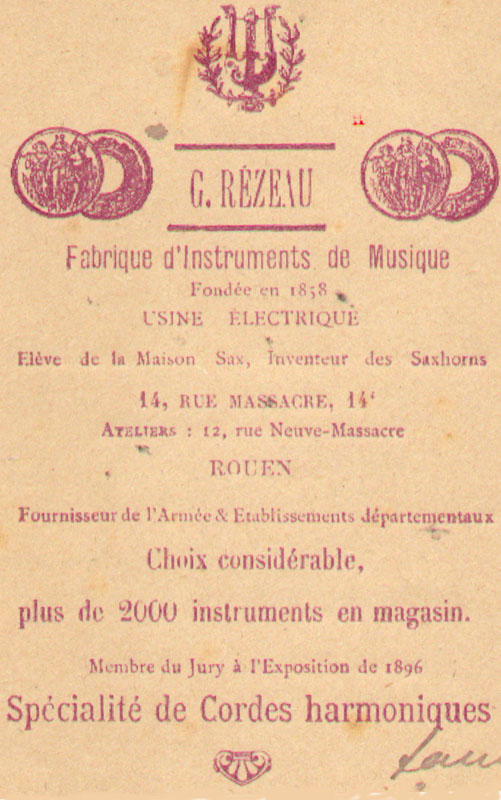 G. RÉZEAU
Fabrique d'Instruments de Musique
Fondée en 1858
USINE ÉLECTRIQUE
Elève de la Maison Sax, Inventeur des Saxhorns
14, RUE MASSACRE, 14
ATELIERS : 12, rue Neuve-Massacre
ROUEN
Fournisseur de l'Armée & Etablissements départementaux
Choix considérable,
plus de 2000 instruments en magasin.
Membre du Jury à l'Exposition de 1896
Spécialité de Cordes harmoniques